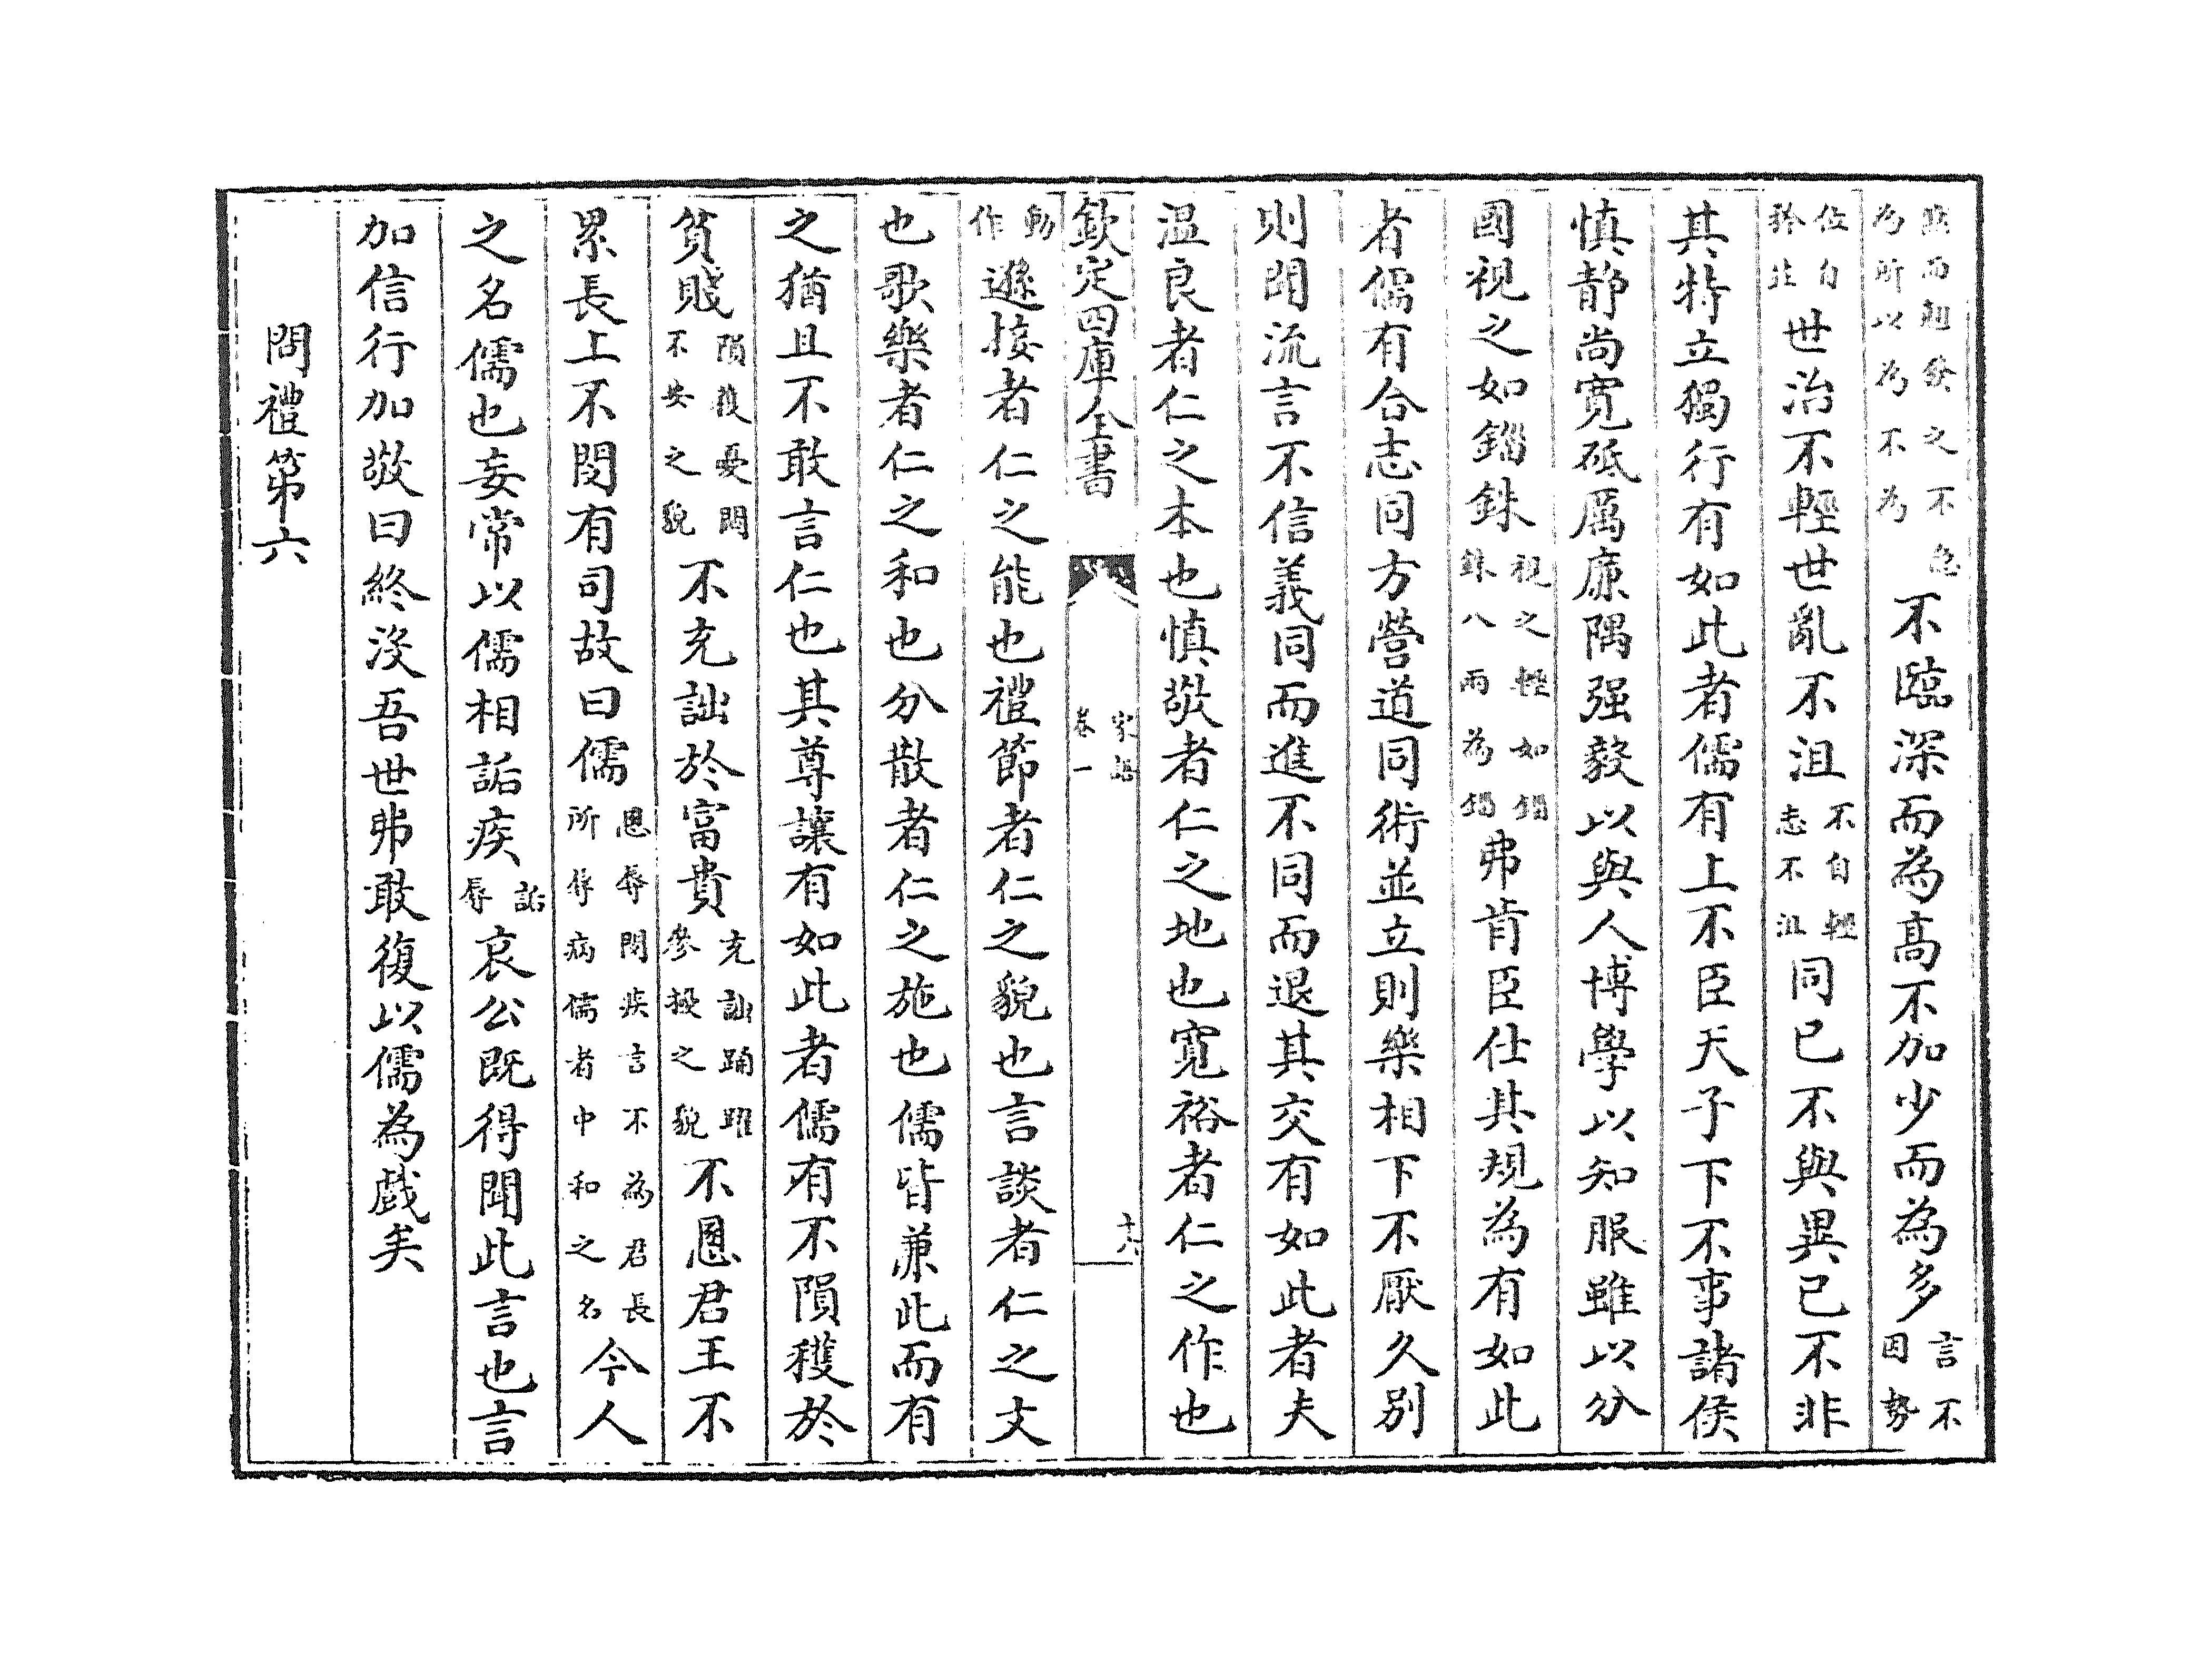 黙而翹發之不急為所以為不為不臨深而為高不加少而為多言不因勢
位自矜莊世治不輕世亂不沮不自輕志不沮同已不與異已不非
其特立獨行有如此者儒有上不臣天子下不事諸侯
慎静尚寛砥厲亷隅强毅以與人博學以知服雖以分
國視之如錙銖視之輕如錙銖八兩為錙弗肯臣仕其規為有如此
者儒有合志同方營道同術並立則樂相下不厭久别
則聞流言不信義同而進不同而退其交有如此者夫
温良者仁之本也慎敬者仁之地也寛裕者仁之作也
欽定四庫全書 家語卷一 十八
動作遜接者仁之能也禮節者仁之貌也言談者仁之文
也歌樂者仁之和也分散者仁之施也儒皆兼此而有
之猶且不敢言仁也其尊讓有如此者儒有不隕穫於
貧賤隕穫憂悶不安之貌不充詘於富貴充詘踊躍參擾之貌不慁君王不
累長上不閔有司故曰儒慁辱閔疾言不為君長所辱病儒者中和之名今人
之名儒也妄常以儒相詬疾詬辱哀公既得聞此言也言
加信行加敬曰終没吾世弗敢復以儒為戲矣
問禮第六